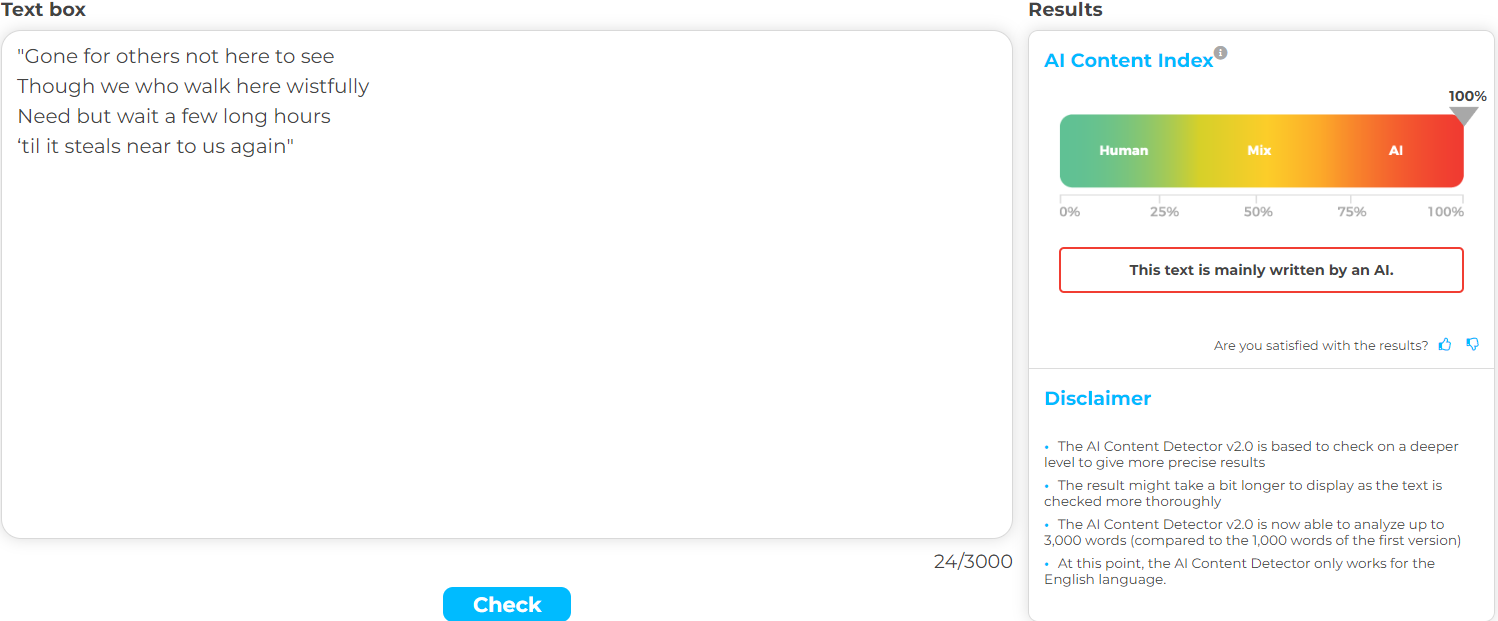 Text box
"Gone for others not here to see
Though we who walk here wistfully
Need but wait a few long hours
‘til it steals near to us again"
24/3000
Check
Results
AI Content Index
100%
Human Mix AI
0% 25% 50% 75% 100%
This text is mainly written by an AI.
Are you satisfied with the results?
Disclaimer
• The AI Content Detector v2.0 is based to check on a deeper
level to give more precise results
• The result might take a bit longer to display as the text is
checked more thoroughly
• The AI Content Detector v2.0 is now able to analyze up to
3,000 words (compared to the 1,000 words of the first version)
• At this point, the AI Content Detector only works for the
English language.